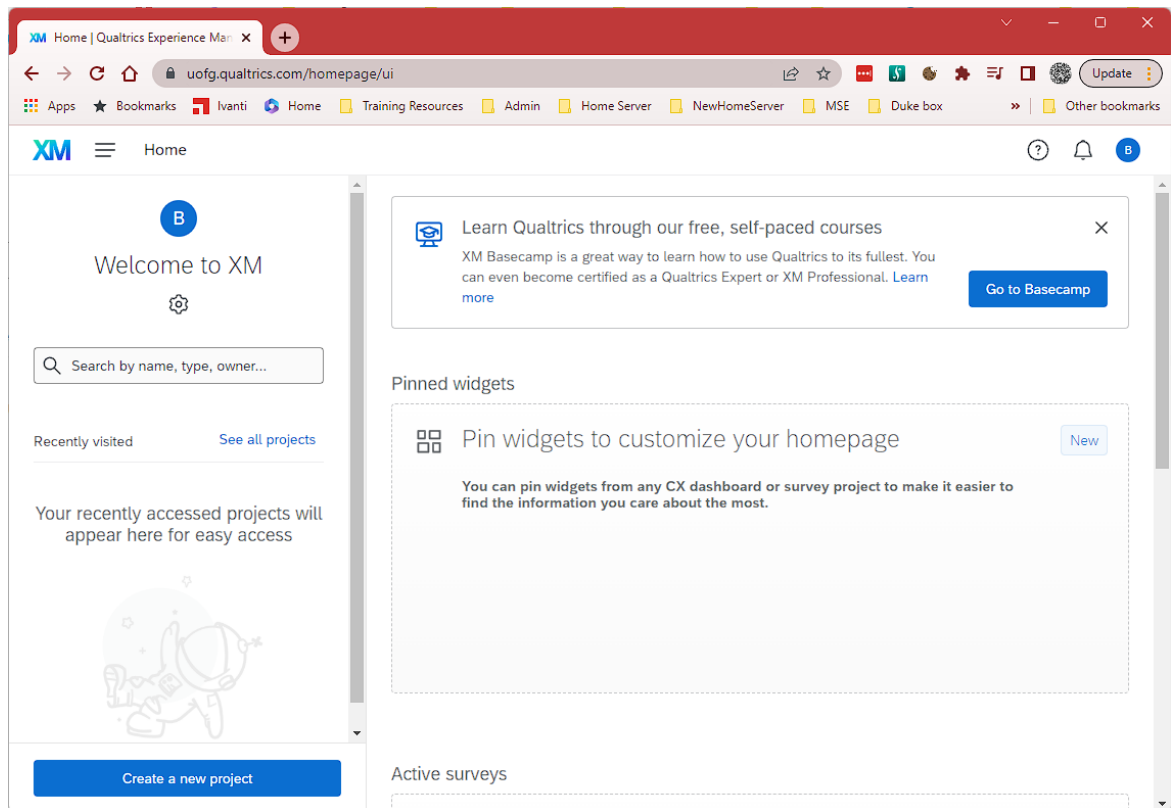 XM Home | Qualtrics Experience Man
uofg.qualtrics.com/homepage/ui
Update
Apps Bookmarks Ivanti Home Training Resources Admin Home Server NewHomeServer MSE Duke box » Other bookmarks
XM Home ? B
B
Welcome to XM
Search by name, type, owner...
Recently visited See all projects
Your recently accessed projects will
appear here for easy access
Create a new project
Learn Qualtrics through our free, self-paced courses
XM Basecamp is a great way to learn how to use Qualtrics to its fullest. You
can even become certified as a Qualtrics Expert or XM Professional. Learn
more
Go to Basecamp
Pinned widgets
Pin widgets to customize your homepage
New
You can pin widgets from any CX dashboard or survey project to make it easier to
find the information you care about the most.
Active surveys